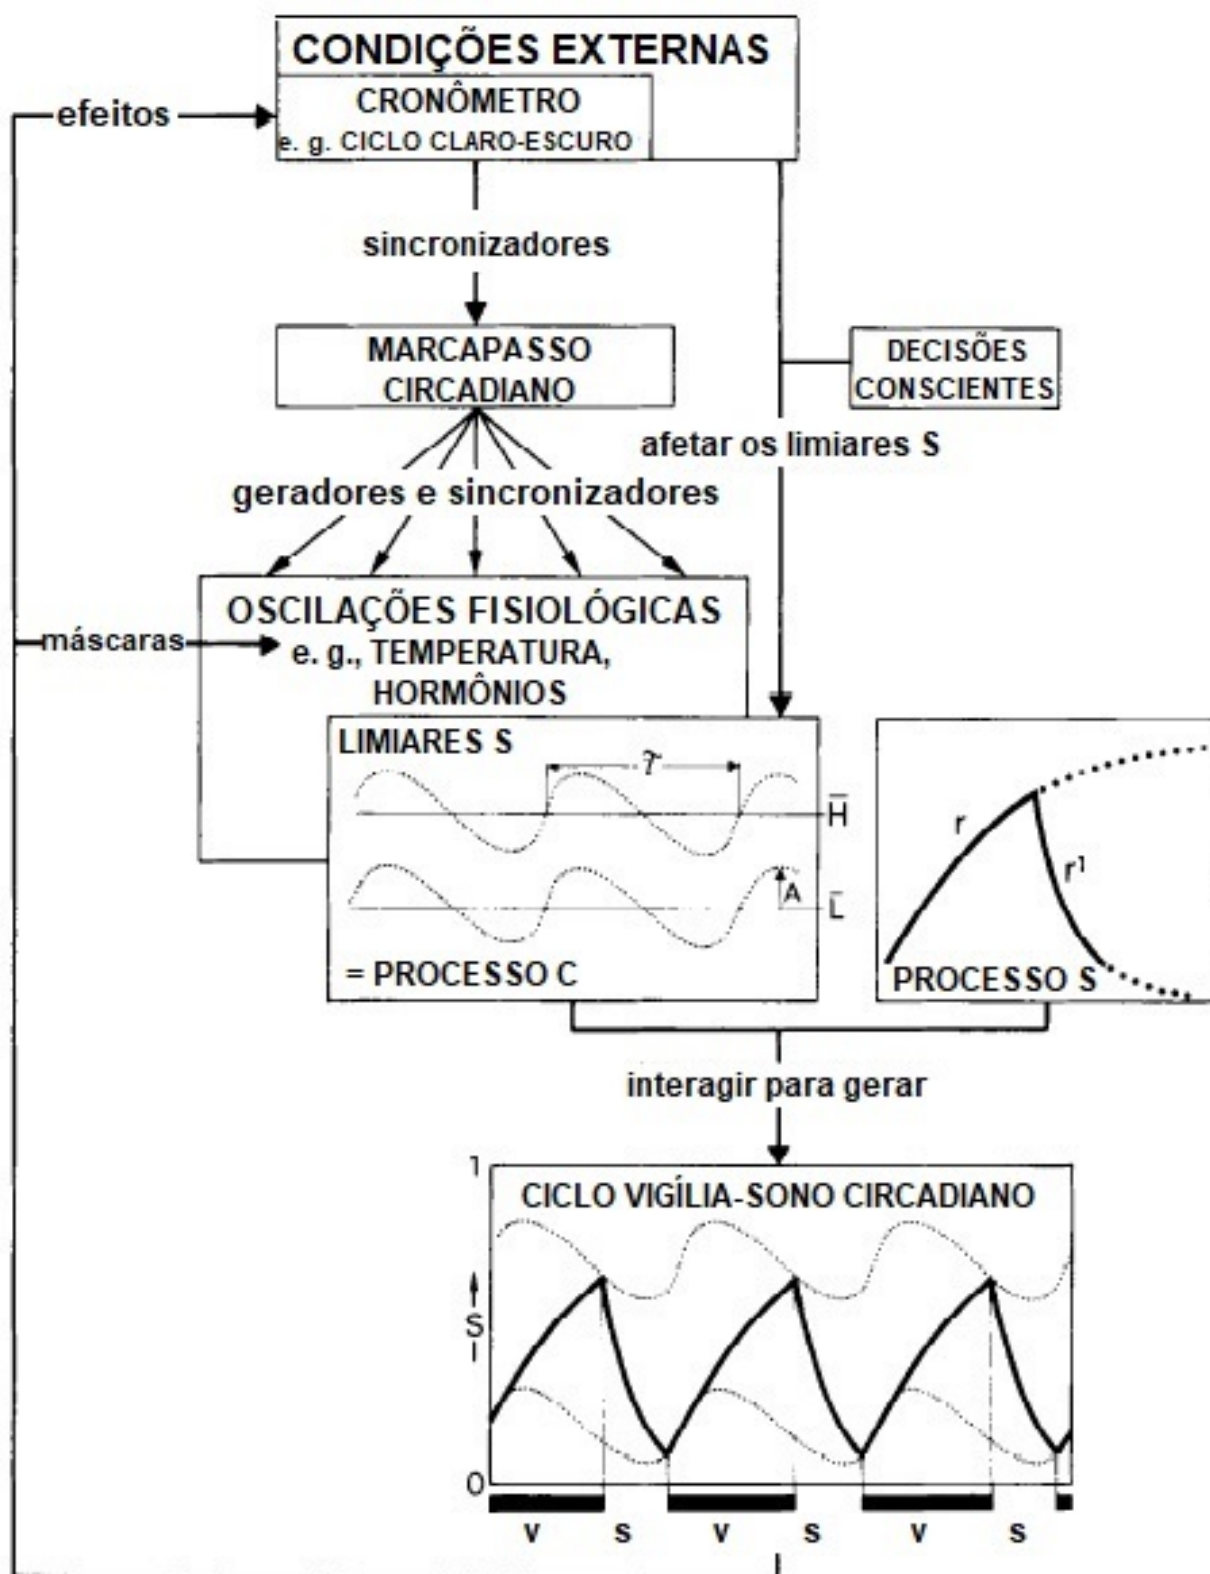 CONDIÇÕES EXTERNAS
CRONÔMETRO
e. g. CICLO CLARO-ESCURO
efeitos
sincronizadores
MARCAPASSO
CIRCADIANO
DECISÕES
CONSCIENTES
afetar os limiares S
geradores e sincronizadores
OSCILAÇÕES FISIOLÓGICAS
e. g., TEMPERATURA,
HORMÔNIOS
máscaras
LIMIARES S
τ
H̅
A
L̅
= PROCESSO C
r
r¹
PROCESSO S
interagir para gerar
1
CICLO VIGÍLIA-SONO CIRCADIANO
S
0
v s v s v s